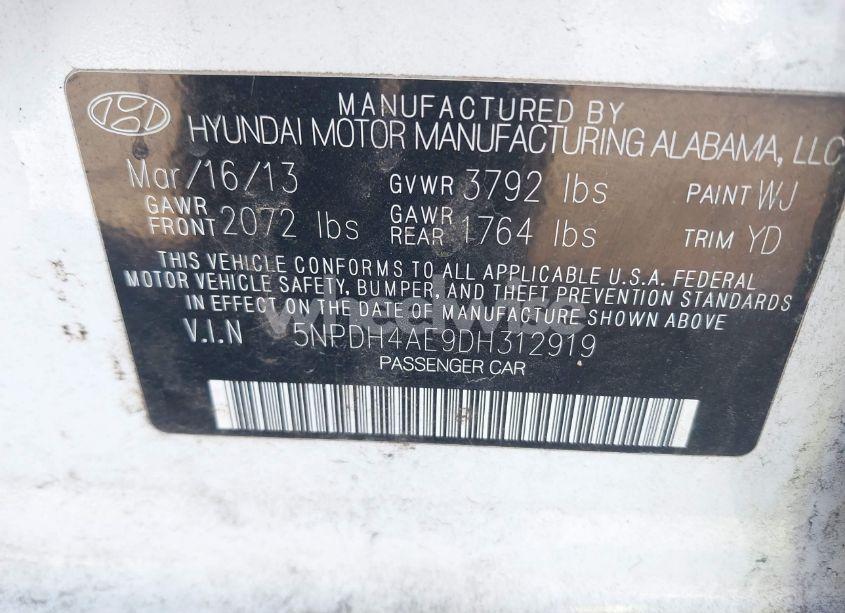 MANUFACTURED BY
HYUNDAI MOTOR MANUFACTURING ALABAMA, LLC
Mar/16/13 GVWR 3792 lbs PAINT WJ
GAWR FRONT 2072 lbs GAWR REAR 1764 lbs TRIM YD
THIS VEHICLE CONFORMS TO ALL APPLICABLE U.S.A. FEDERAL
MOTOR VEHICLE SAFETY, BUMPER, AND THEFT PREVENTION STANDARDS
IN EFFECT ON THE DATE OF MANUFACTURE SHOWN ABOVE
wheelwise
V.I.N 5NPDH4AE9DH312919
PASSENGER CAR